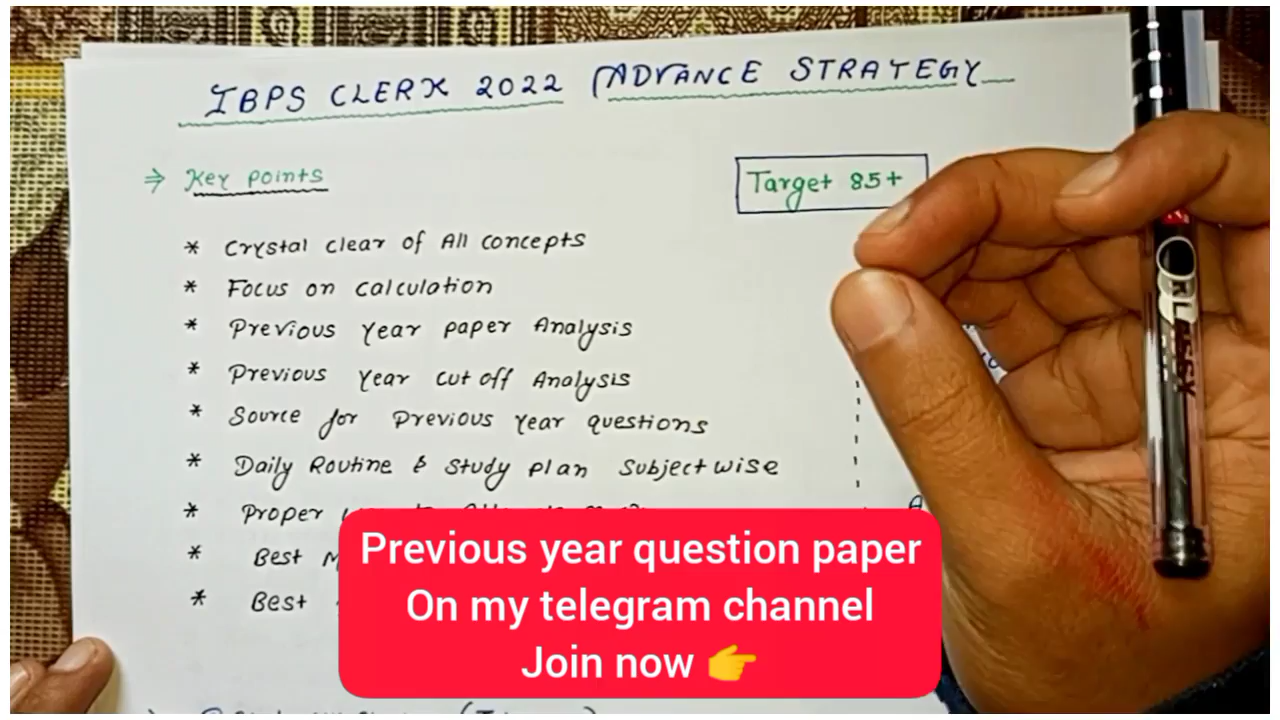 IBPS CLERK 2022 (ADVANCE STRATEGY
⇒ Key points
Target 85+
* Crystal clear of All concepts
* Focus on calculation
* Previous Year paper Analysis
* Previous Year cut off Analysis
* Source for Previous Year questions
* Daily Routine & Study plan Subject wise
* Proper
* Best
* Best
Previous year question paper
On my telegram channel
Join now 👉